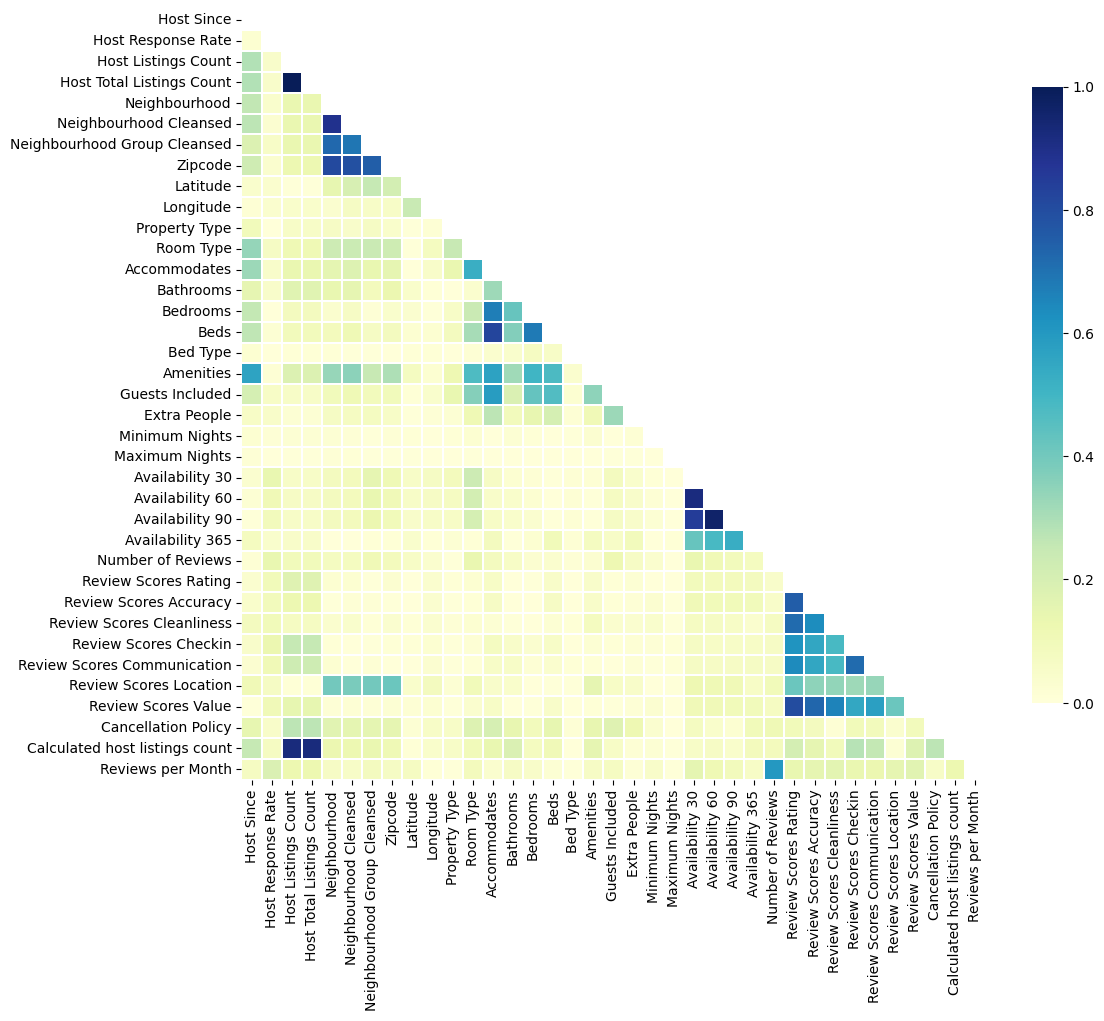 Host Since
Host Response Rate
Host Listings Count
Host Total Listings Count
Neighbourhood
Neighbourhood Cleansed
Neighbourhood Group Cleansed
Zipcode
Latitude
Longitude
Property Type
Room Type
Accommodates
Bathrooms
Bedrooms
Beds
Bed Type
Amenities
Guests Included
Extra People
Minimum Nights
Maximum Nights
Availability 30
Availability 60
Availability 90
Availability 365
Number of Reviews
Review Scores Rating
Review Scores Accuracy
Review Scores Cleanliness
Review Scores Checkin
Review Scores Communication
Review Scores Location
Review Scores Value
Cancellation Policy
Calculated host listings count
Reviews per Month
Host Since
Host Response Rate
Host Listings Count
Host Total Listings Count
Neighbourhood
Neighbourhood Cleansed
Neighbourhood Group Cleansed
Zipcode
Latitude
Longitude
Property Type
Room Type
Accommodates
Bathrooms
Bedrooms
Beds
Bed Type
Amenities
Guests Included
Extra People
Minimum Nights
Maximum Nights
Availability 30
Availability 60
Availability 90
Availability 365
Number of Reviews
Review Scores Rating
Review Scores Accuracy
Review Scores Cleanliness
Review Scores Checkin
Review Scores Communication
Review Scores Location
Review Scores Value
Cancellation Policy
Calculated host listings count
Reviews per Month
1.0
0.8
0.6
0.4
0.2
0.0